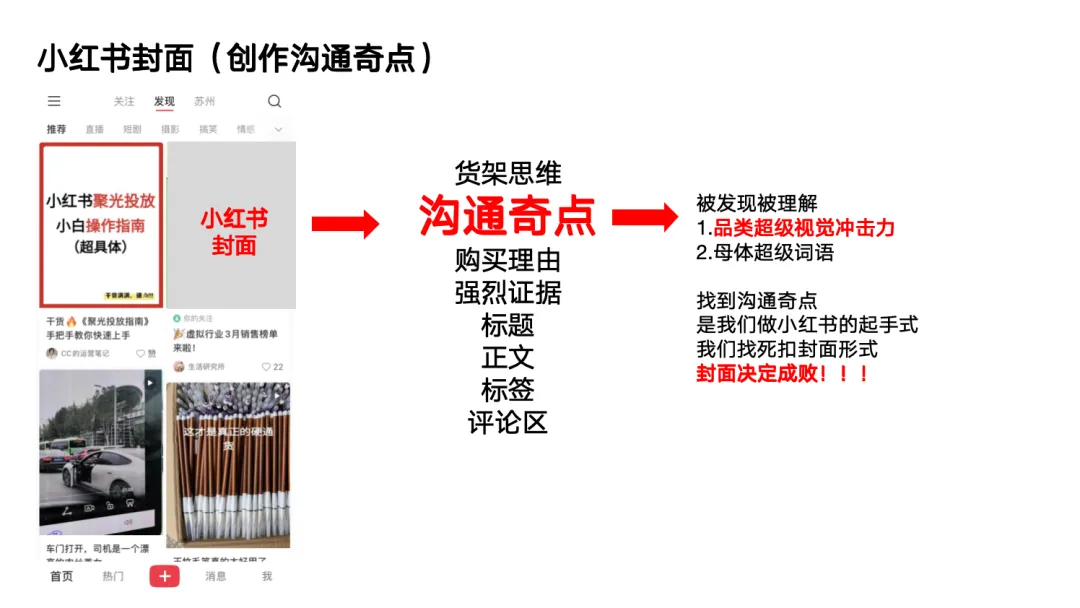 小红书封面（创作沟通奇点）
关注 发现 苏州
推荐 直播 短剧 摄影 搞笑 情感
小红书聚光投放
小白操作指南
（超具体）
小红书
封面
干货🔥《聚光投放指南》
手把手教你快速上手
CC的运营笔记 赞
你的关注
🎉虚拟行业3月销售榜单
来啦！
生活研究所 22
这才是真正的硬通
货
车门打开，司机是一个漂
首页 热门 消息 我
货架思维
沟通奇点
购买理由
强烈证据
标题
正文
标签
评论区
被发现被理解
1.品类超级视觉冲击力
2.母体超级词语
找到沟通奇点
是我们做小红书的起手式
我们找死扣封面形式
封面决定成败！！！